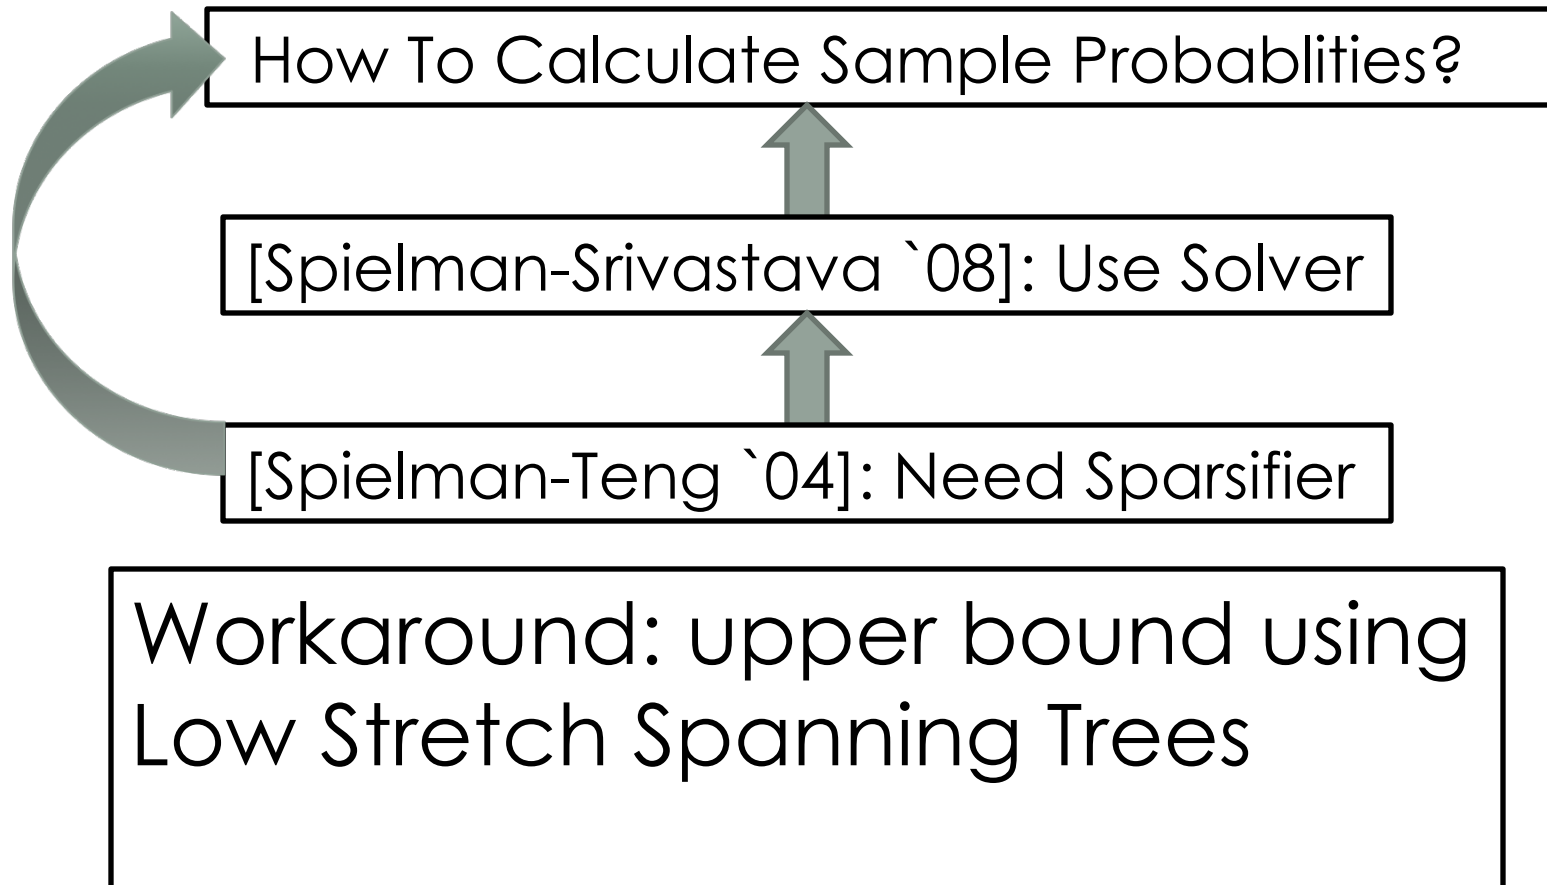 How To Calculate Sample Probablities?
[Spielman-Srivastava `08]: Use Solver
[Spielman-Teng `04]: Need Sparsifier
Workaround: upper bound using
Low Stretch Spanning Trees